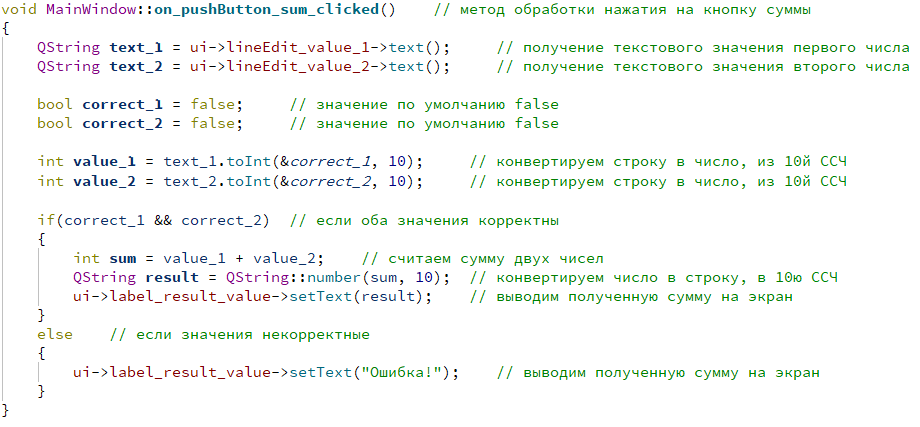 void MainWindow::on_pushButton_sum_clicked()    // метод обработки нажатия на кнопку суммы
{
    QString text_1 = ui->lineEdit_value_1->text();     // получение текстового значения первого числа
    QString text_2 = ui->lineEdit_value_2->text();     // получение текстового значения второго числа

    bool correct_1 = false;     // значение по умолчанию false
    bool correct_2 = false;     // значение по умолчанию false

    int value_1 = text_1.toInt(&correct_1, 10);     // конвертируем строку в число, из 10й ССЧ
    int value_2 = text_2.toInt(&correct_2, 10);     // конвертируем строку в число, из 10й ССЧ

    if(correct_1 && correct_2)  // если оба значения корректны
    {
        int sum = value_1 + value_2;    // считаем сумму двух чисел
        QString result = QString::number(sum, 10);  // конвертируем число в строку, в 10ю ССЧ
        ui->label_result_value->setText(result);    // выводим полученную сумму на экран
    }
    else    // если значения некорректные
    {
        ui->label_result_value->setText("Ошибка!");    // выводим полученную сумму на экран
    }
}